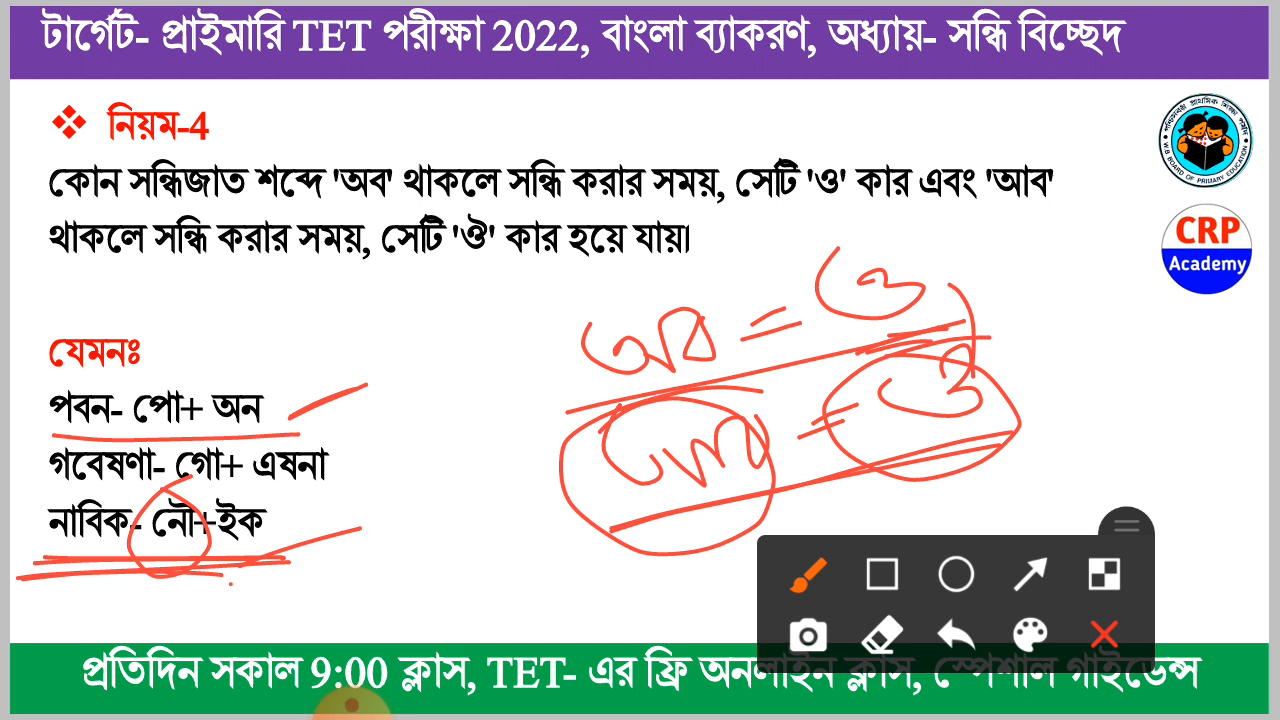 টার্গেট- প্রাইমারি TET পরীক্ষা 2022, বাংলা ব্যাকরণ, অধ্যায়- সন্ধি বিচ্ছেদ
❖ নিয়ম-4
কোন সন্ধিজাত শব্দে 'অব' থাকলে সন্ধি করার সময়, সেটি 'ও' কার এবং 'আব'
থাকলে সন্ধি করার সময়, সেটি 'ঔ' কার হয়ে যায়।
CRP
Academy
যেমনঃ
পবন- পো+ অন
গবেষণা- গো+ এষনা
নাবিক- নৌ+ইক
অব = ও
আব = ঔ
প্রতিদিন সকাল 9:00 ক্লাস, TET- এর ফ্রি অনলাইন ক্লাস, স্পেশাল গাইডেন্স